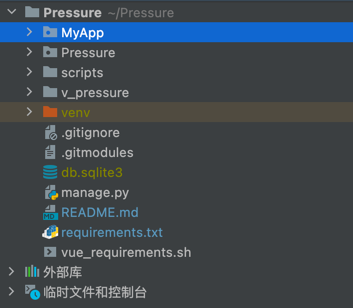 Pressure ~/Pressure
MyApp
Pressure
scripts
v_pressure
venv
.gitignore
.gitmodules
db.sqlite3
manage.py
README.md
requirements.txt
vue_requirements.sh
外部库
临时文件和控制台